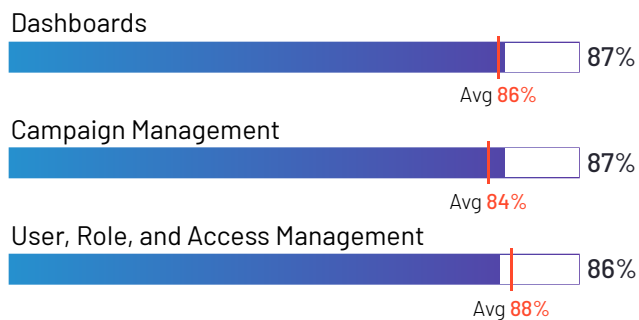 Dashboards
87%
Avg 86%
Campaign Management
87%
Avg 84%
User, Role, and Access Management
86%
Avg 88%